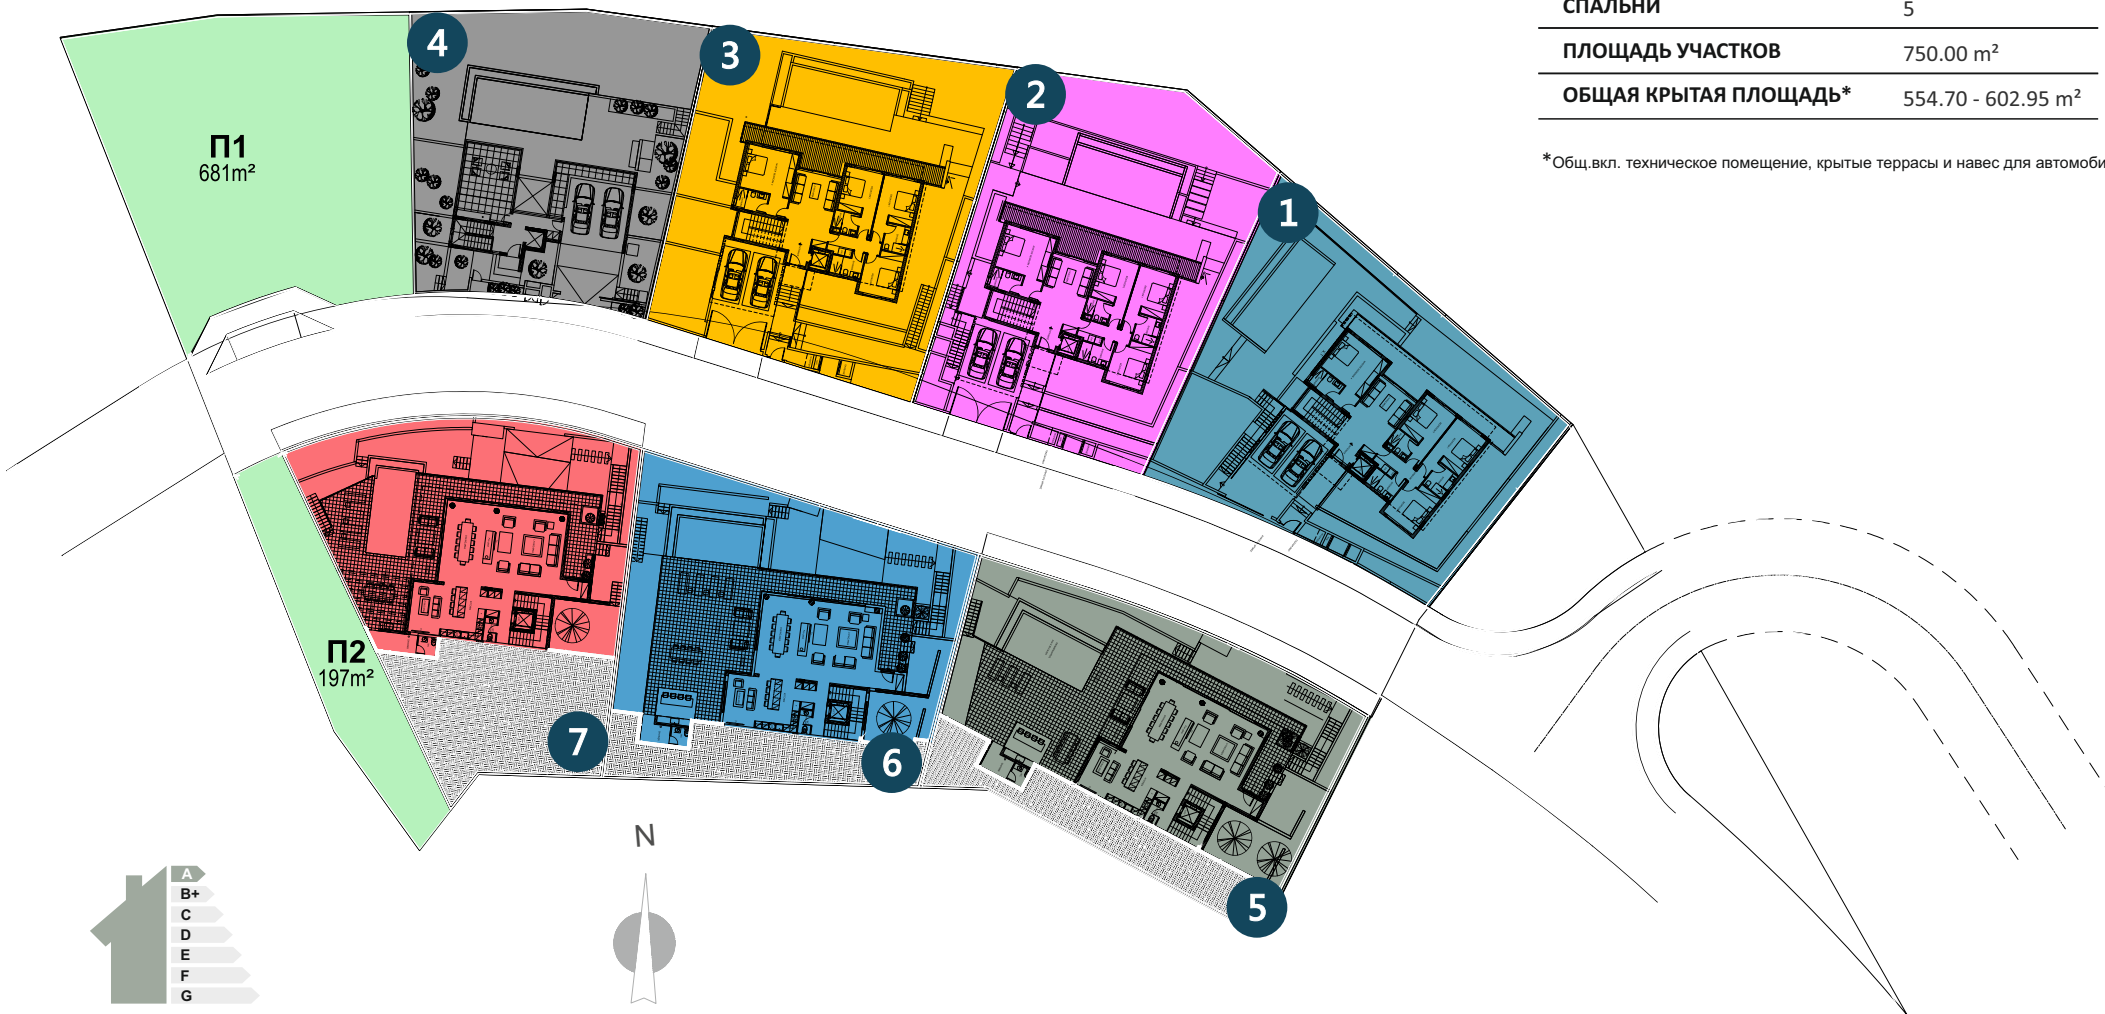 СПАЛЬНИ 5
ПЛОЩАДЬ УЧАСТКОВ 750.00 m²
ОБЩАЯ КРЫТАЯ ПЛОЩАДЬ* 554.70 - 602.95 m²
*Общ.вкл. техническое помещение, крытые террасы и навес для автомоби
4
3
2
1
П1
681m²
П2
197m²
7
6
5
N
A
B+
C
D
E
F
G